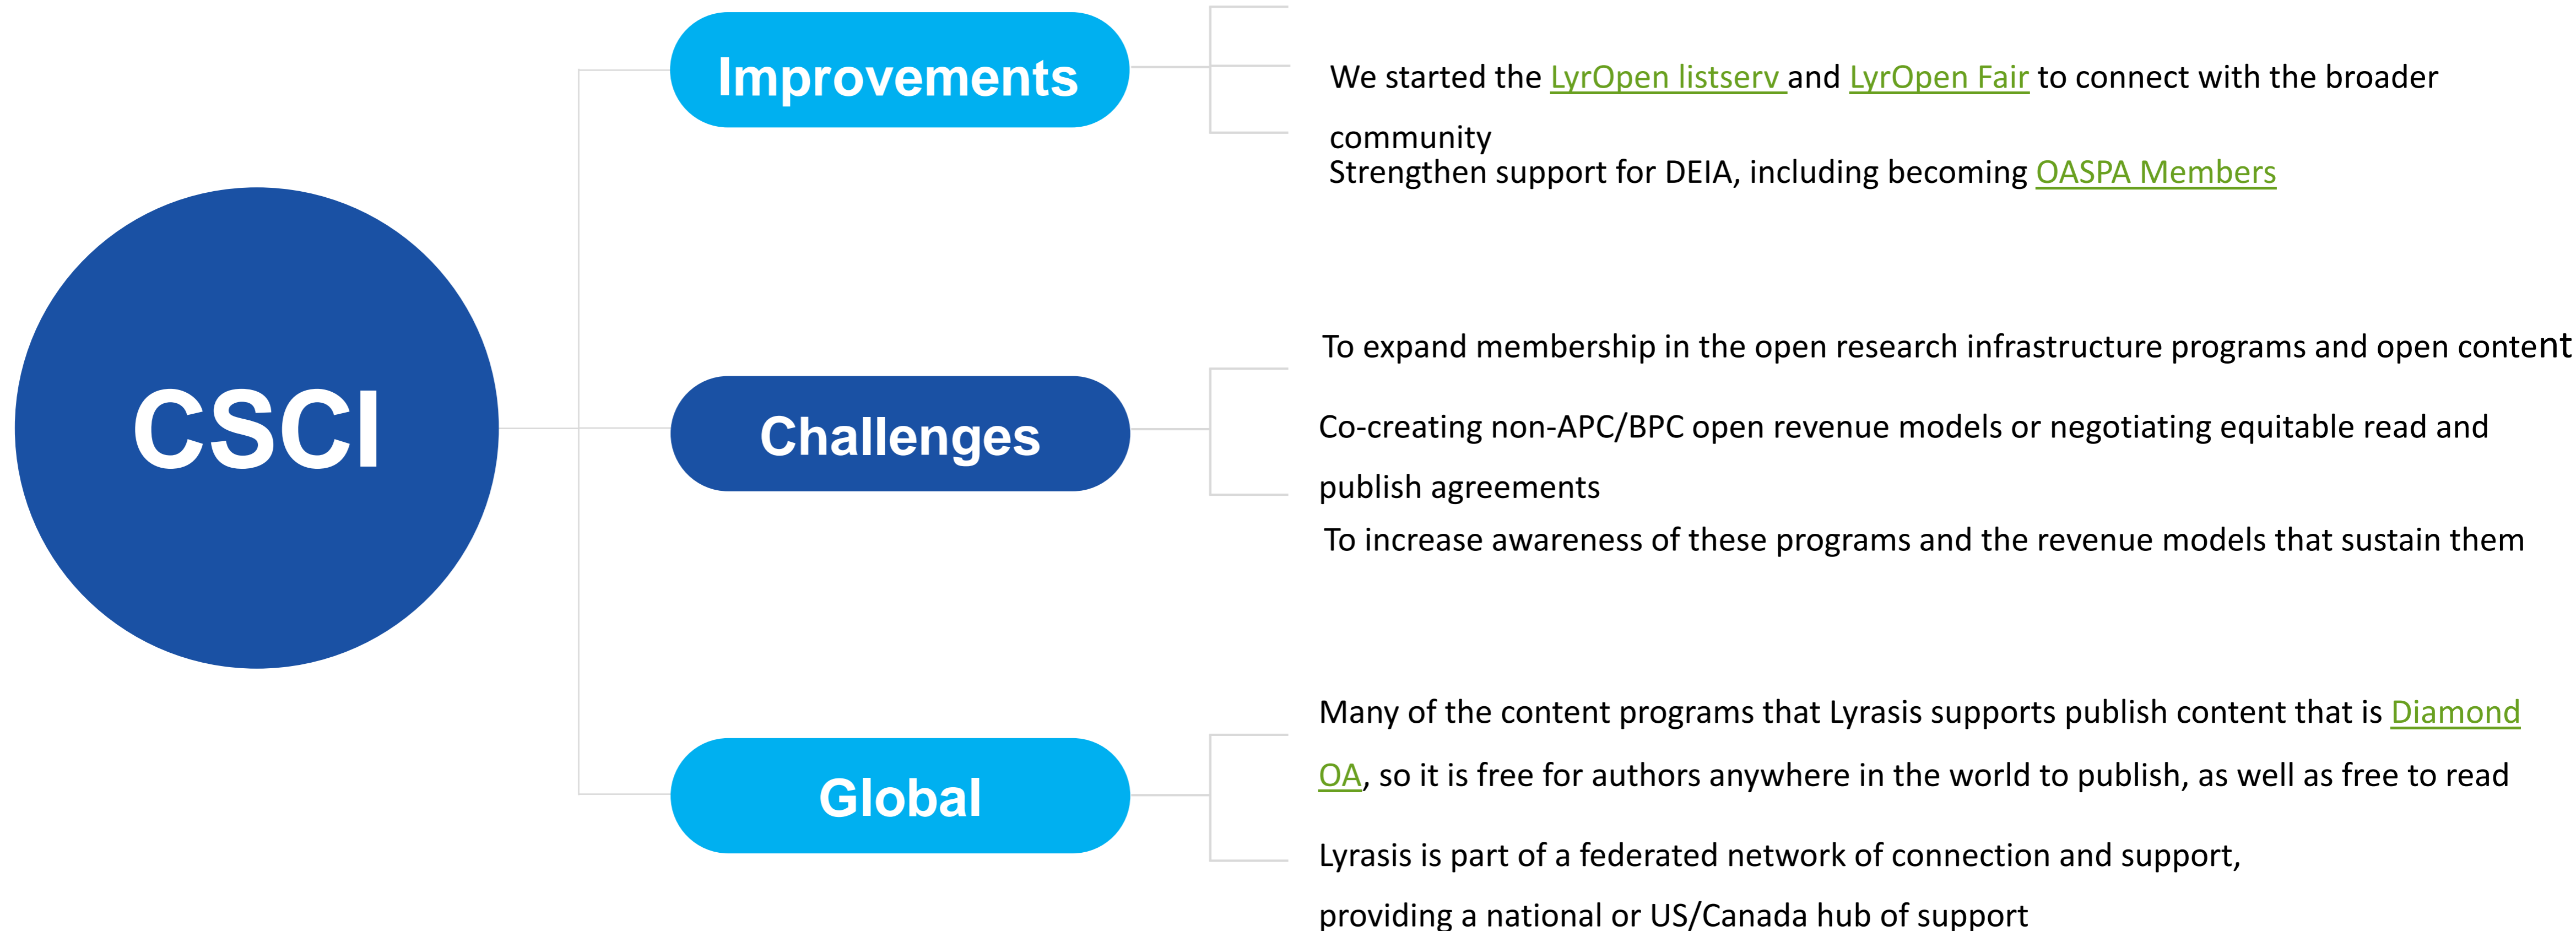 CSCI
Improvements
We started the LyrOpen listserv and LyrOpen Fair to connect with the broader
community
Strengthen support for DEIA, including becoming OASPA Members
Challenges
To expand membership in the open research infrastructure programs and open content
Co-creating non-APC/BPC open revenue models or negotiating equitable read and
publish agreements
To increase awareness of these programs and the revenue models that sustain them
Global
Many of the content programs that Lyrasis supports publish content that is Diamond
OA, so it is free for authors anywhere in the world to publish, as well as free to read
Lyrasis is part of a federated network of connection and support,
providing a national or US/Canada hub of support